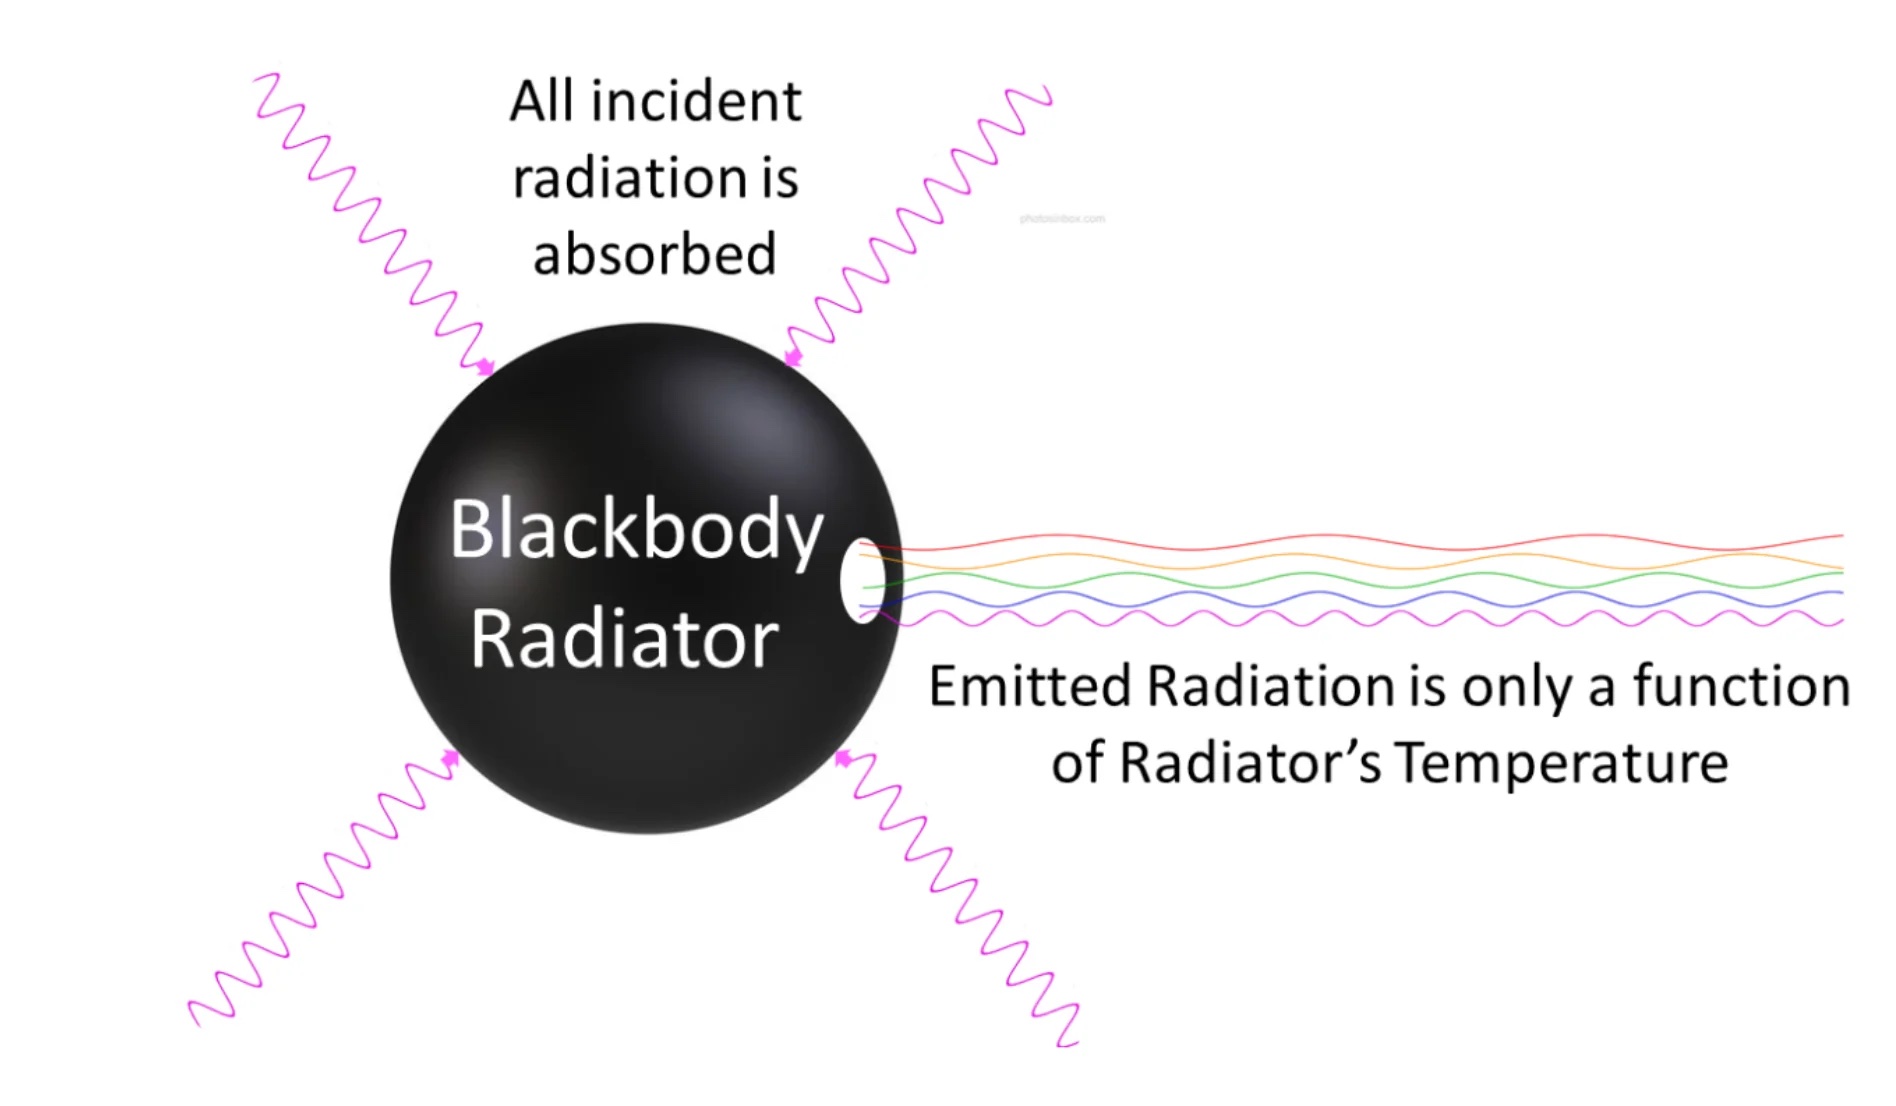 All incident
radiation is
absorbed
photosinbox.com
Blackbody
Radiator
Emitted Radiation is only a function
of Radiator’s Temperature